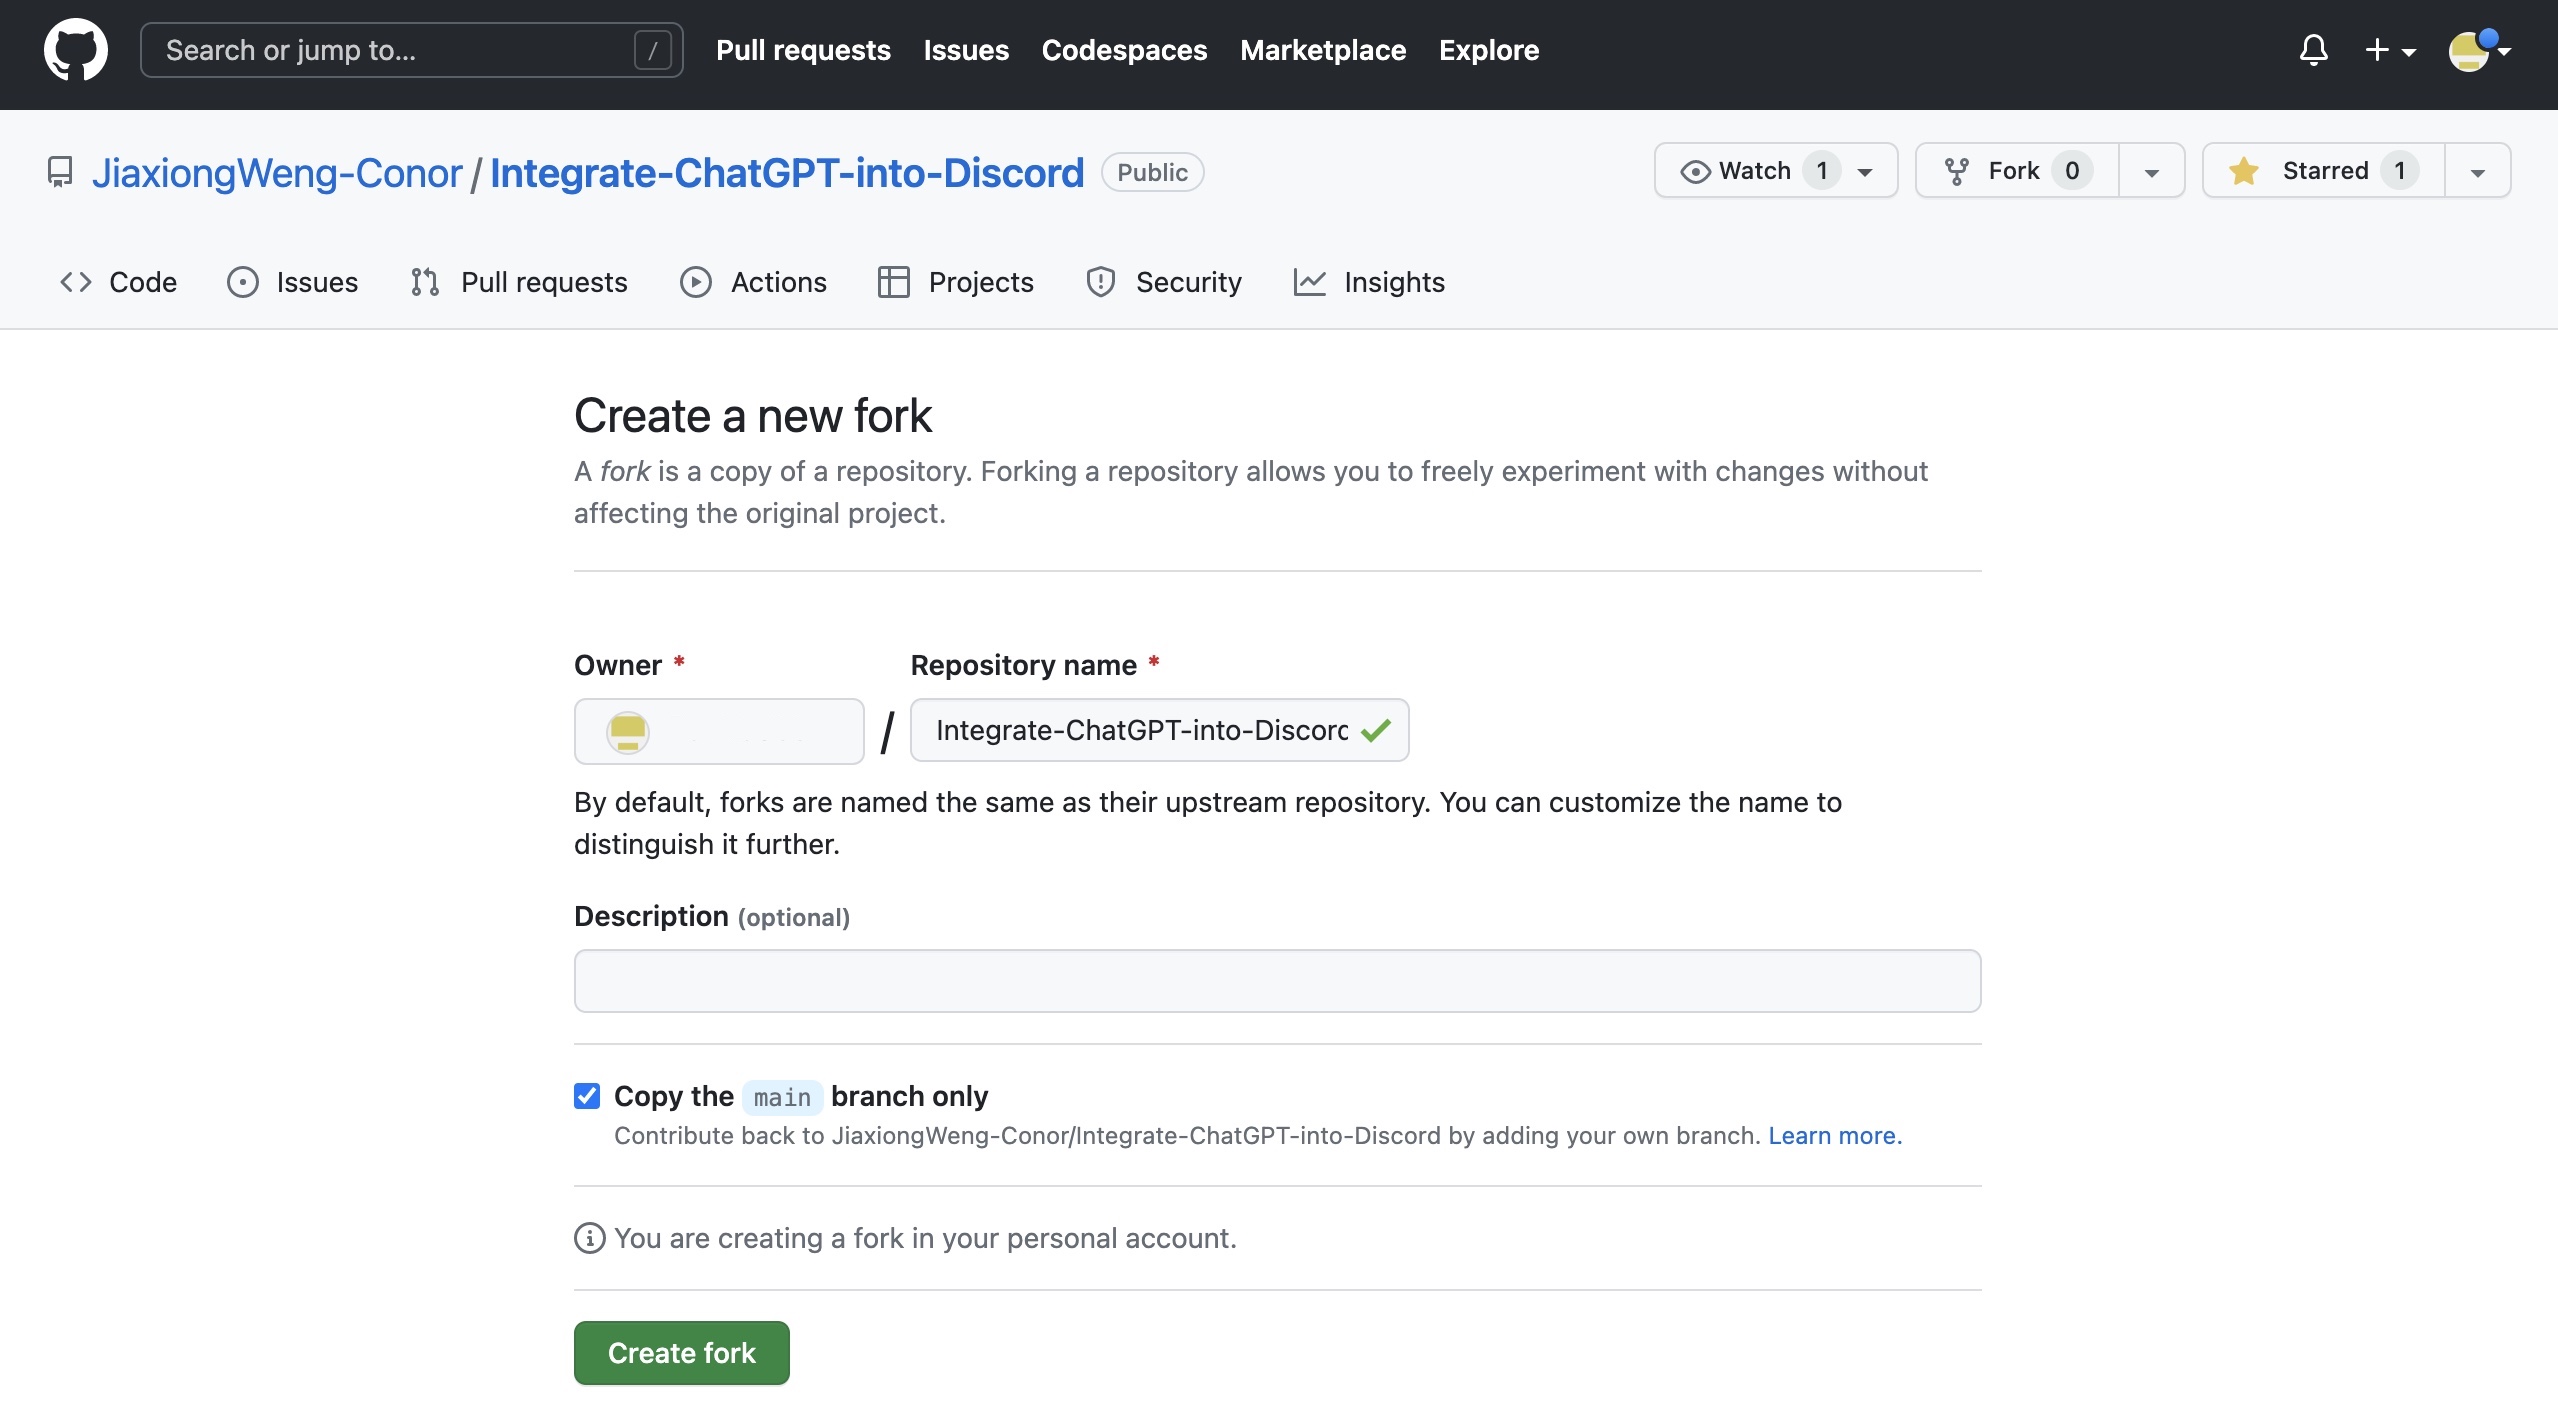 Search or jump to... /
Pull requests Issues Codespaces Marketplace Explore
JiaxiongWeng-Conor / Integrate-ChatGPT-into-Discord Public
Watch 1 Fork 0 Starred 1
Code Issues Pull requests Actions Projects Security Insights
Create a new fork
A fork is a copy of a repository. Forking a repository allows you to freely experiment with changes without
affecting the original project.
Owner * Repository name *
/ Integrate-ChatGPT-into-Discord
By default, forks are named the same as their upstream repository. You can customize the name to
distinguish it further.
Description (optional)
Copy the main branch only
Contribute back to JiaxiongWeng-Conor/Integrate-ChatGPT-into-Discord by adding your own branch. Learn more.
You are creating a fork in your personal account.
Create fork